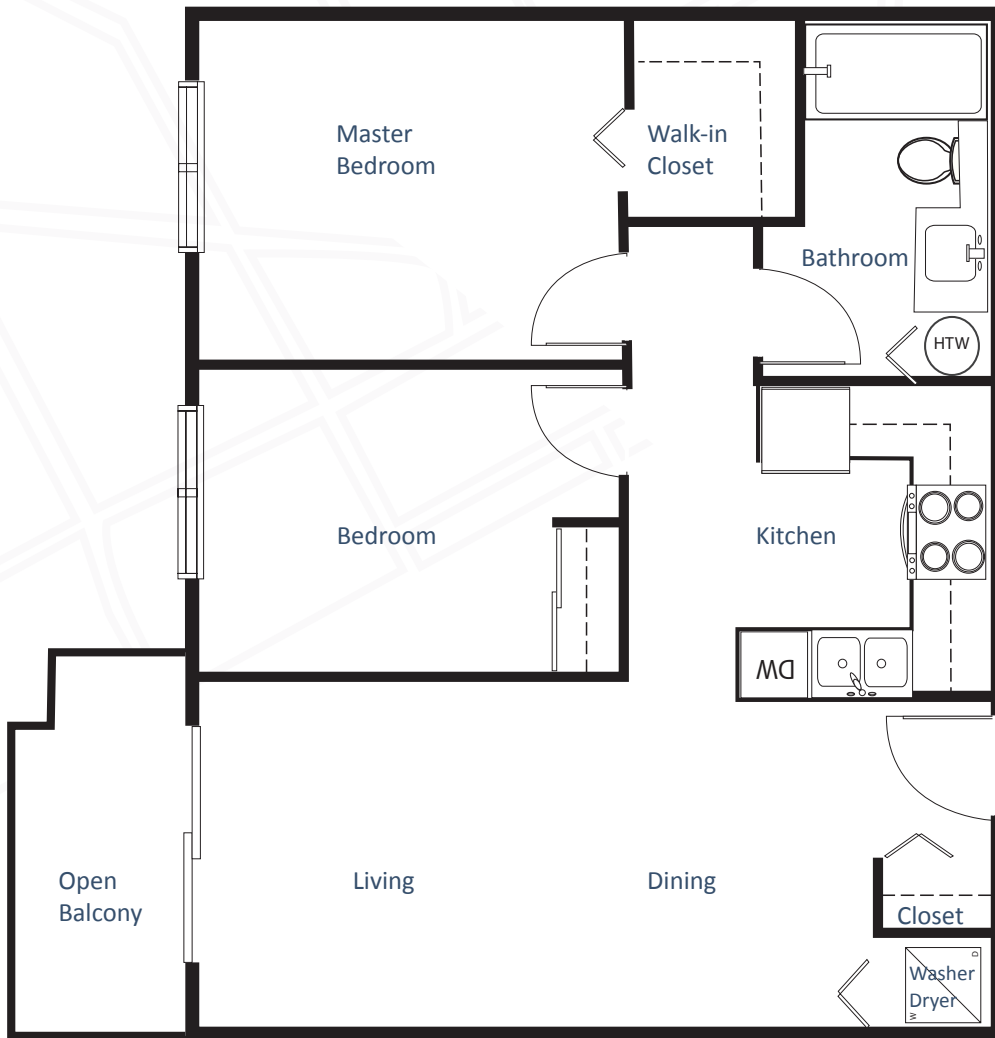 Master
Bedroom
Walk-in
Closet
Bathroom
HTW
Bedroom
Kitchen
DW
Open
Balcony
Living
Dining
Closet
D
Washer
Dryer
W